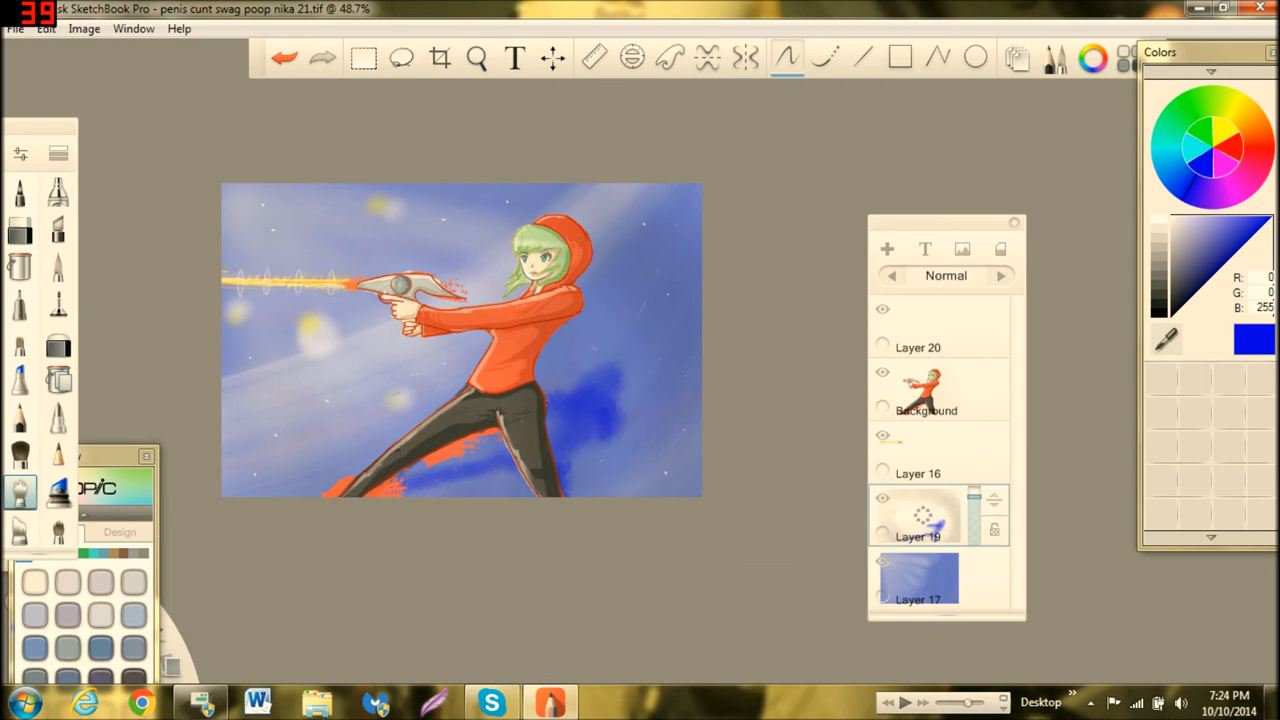 39
sk SketchBook Pro - penis cunt swag poop nika 21.tif @ 48.7%
File Edit Image Window Help
T
Colors
T
Normal
R: 0
G: 0
B: 255
Layer 20
Background
Layer 16
Layer 19
Layer 17
Design
W
S
Desktop
7:24 PM
10/10/2014